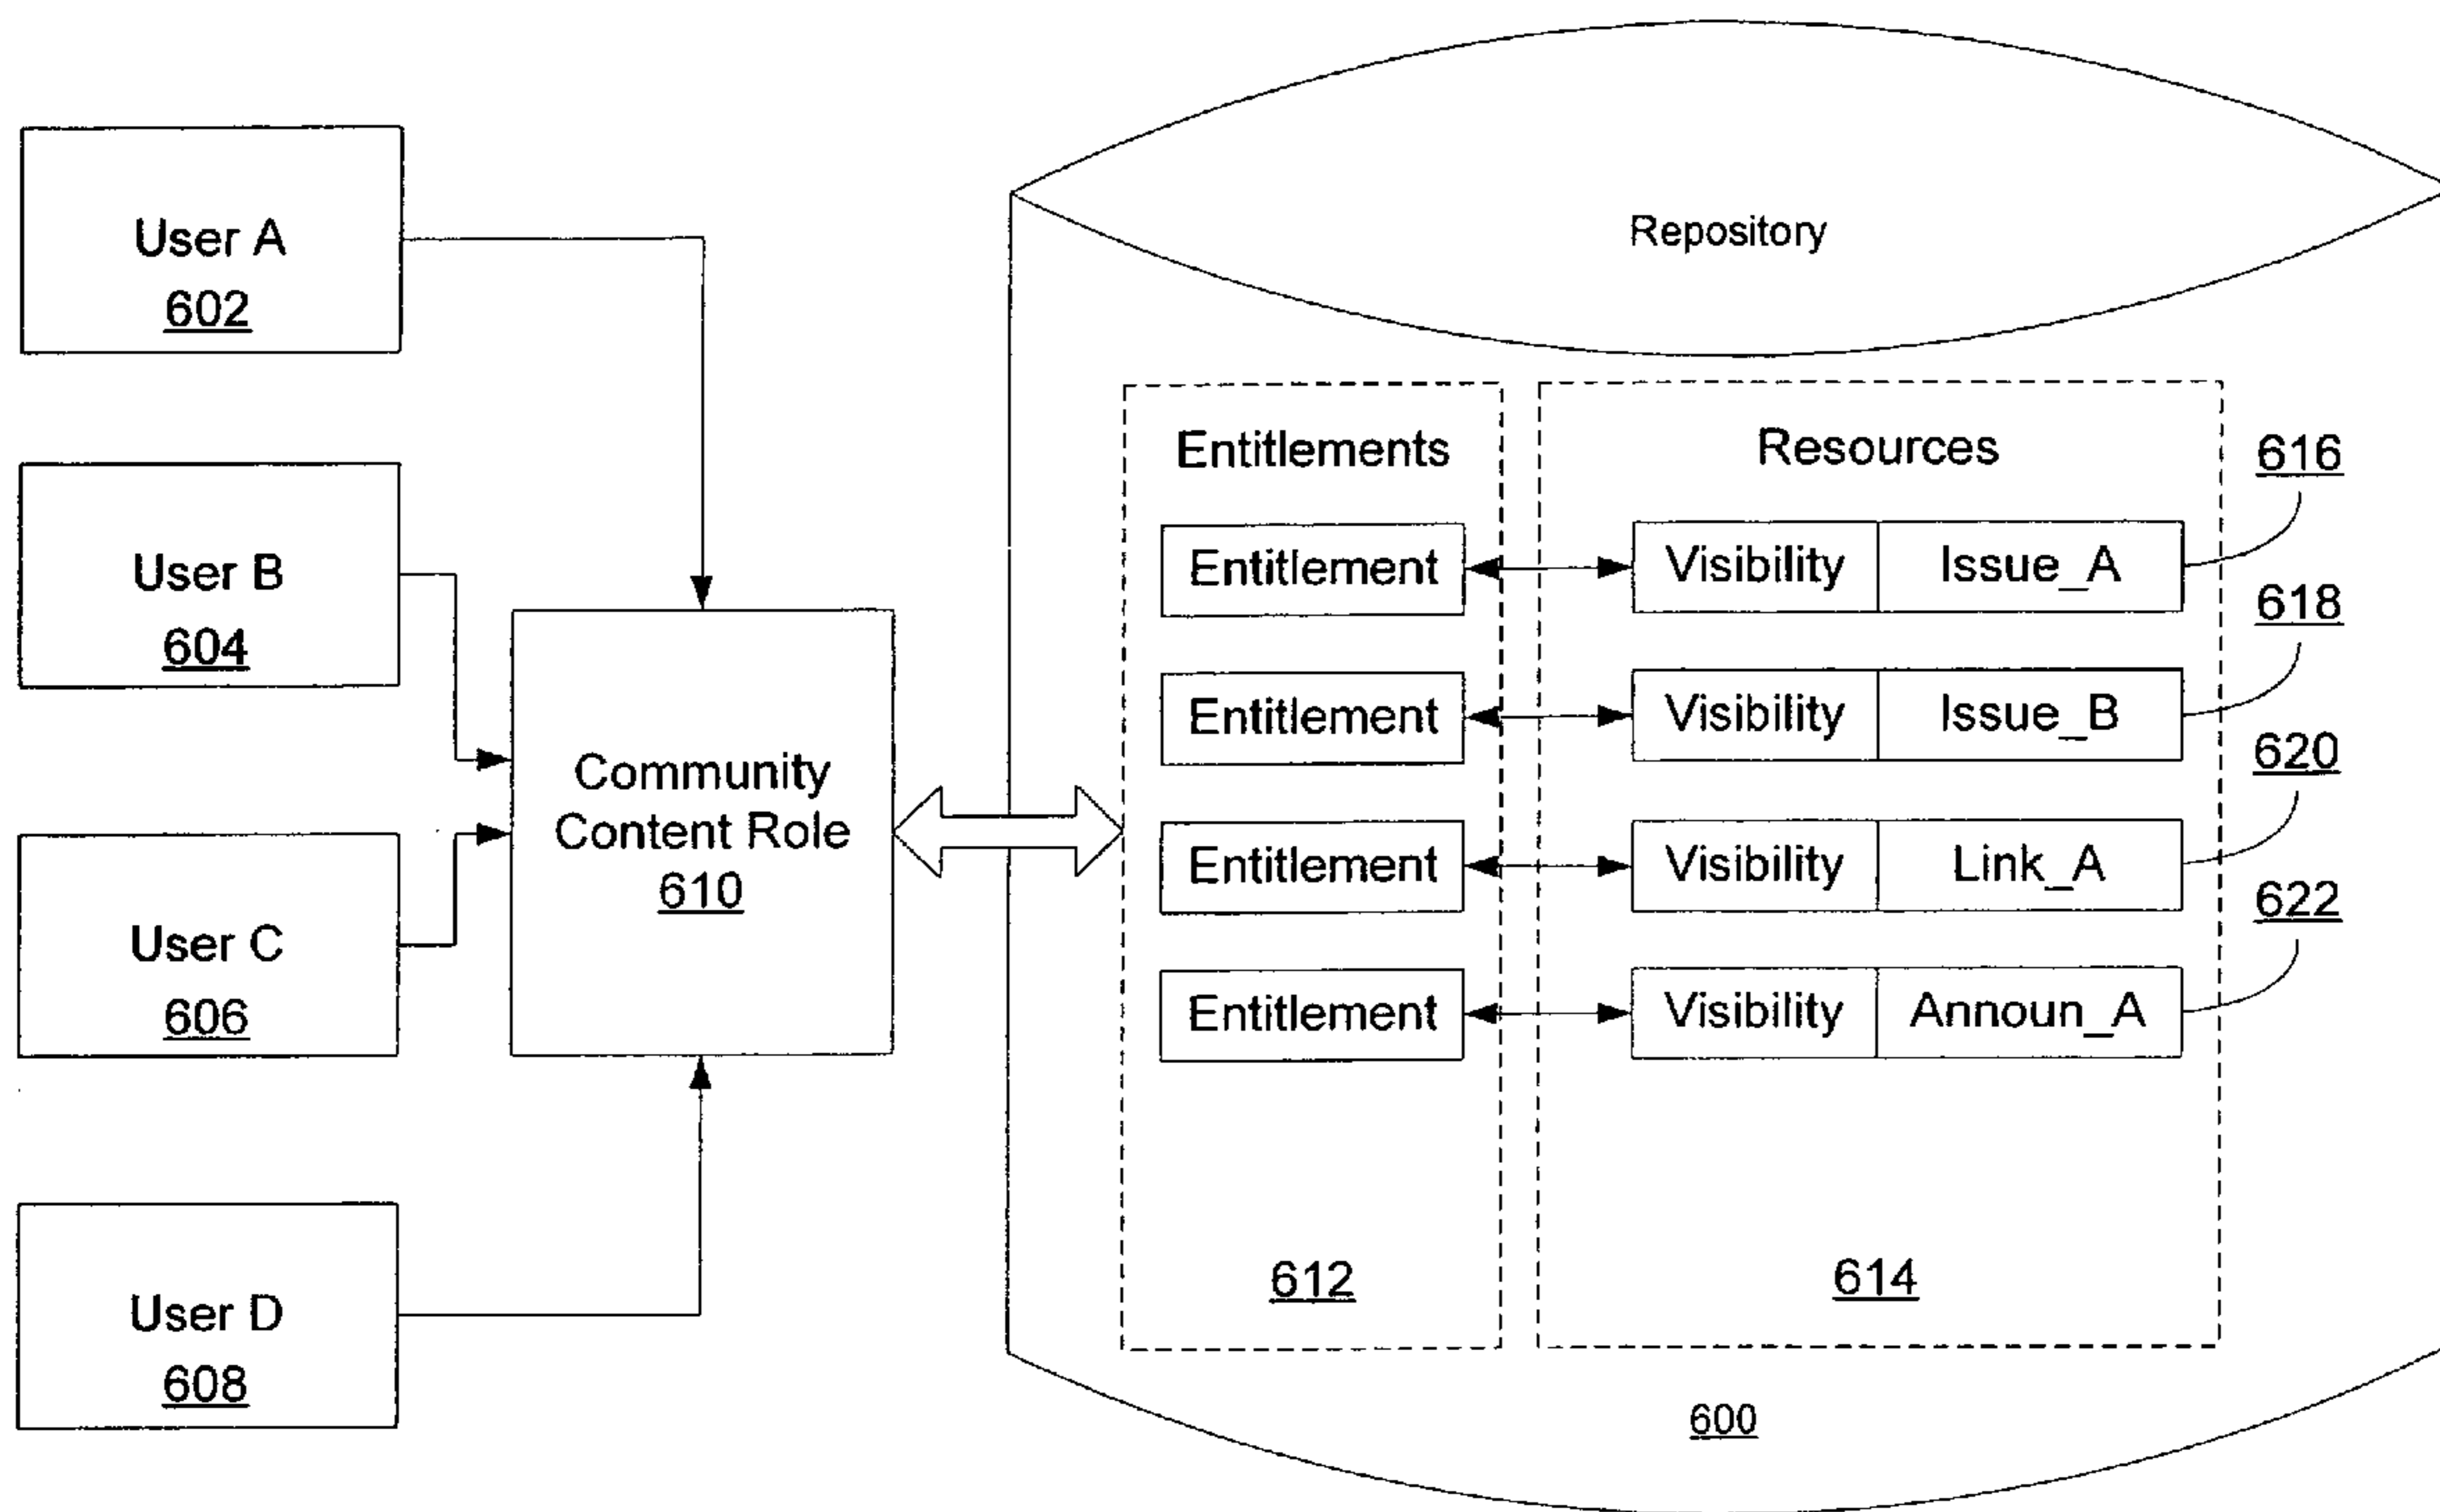 User A
602
User B
604
User C
606
User D
608
Community
Content Role
610
Repository
Entitlements
Entitlement
Entitlement
Entitlement
Entitlement
612
Resources
Visibility Issue_A
Visibility Issue_B
Visibility Link_A
Visibility Announ_A
614
616
618
620
622
600